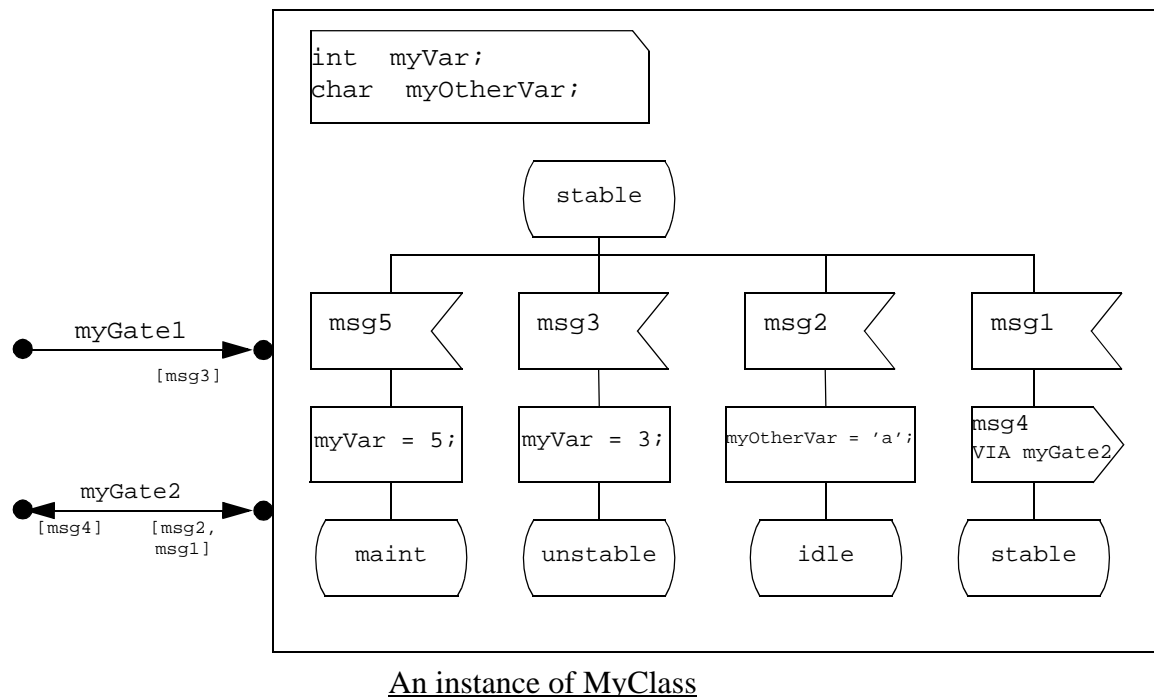 int myVar;
char myOtherVar;
stable
msg5
msg3
msg2
msg1
myGate1
[msg3]
myVar = 5;
myVar = 3;
myOtherVar = 'a';
msg4
VIA myGate2
myGate2
[msg4]
[msg2,
msg1]
maint
unstable
idle
stable
An instance of MyClass